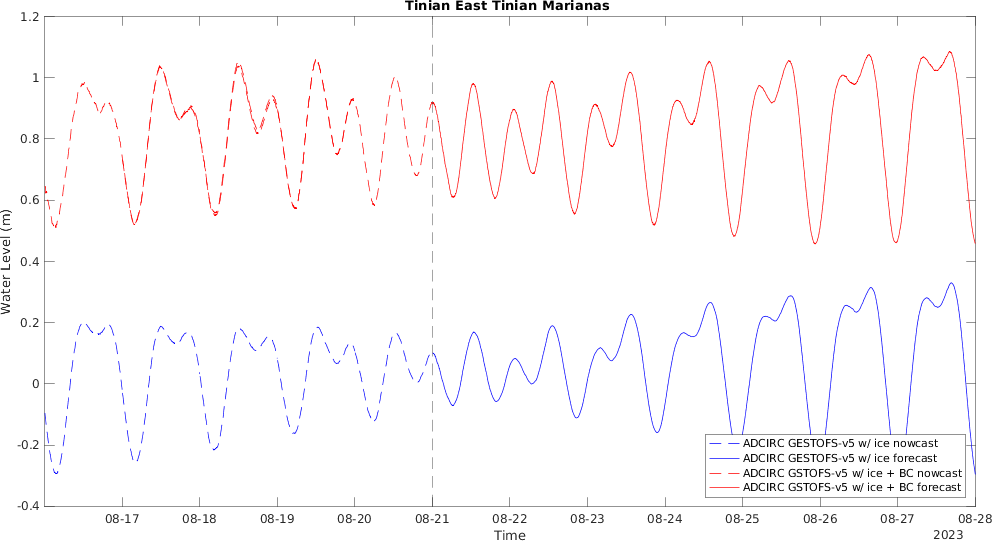 Tinian East Tinian Marianas
1.2
1
0.8
0.6
0.4
0.2
0
-0.2
-0.4
Water Level (m)
ADCIRC GESTOFS-v5 w/ ice nowcast
ADCIRC GESTOFS-v5 w/ ice forecast
ADCIRC GSTOFS-v5 w/ ice + BC nowcast
ADCIRC GSTOFS-v5 w/ ice + BC forecast
08-17 08-18 08-19 08-20 08-21 08-22 08-23 08-24 08-25 08-26 08-27 08-28
Time
2023